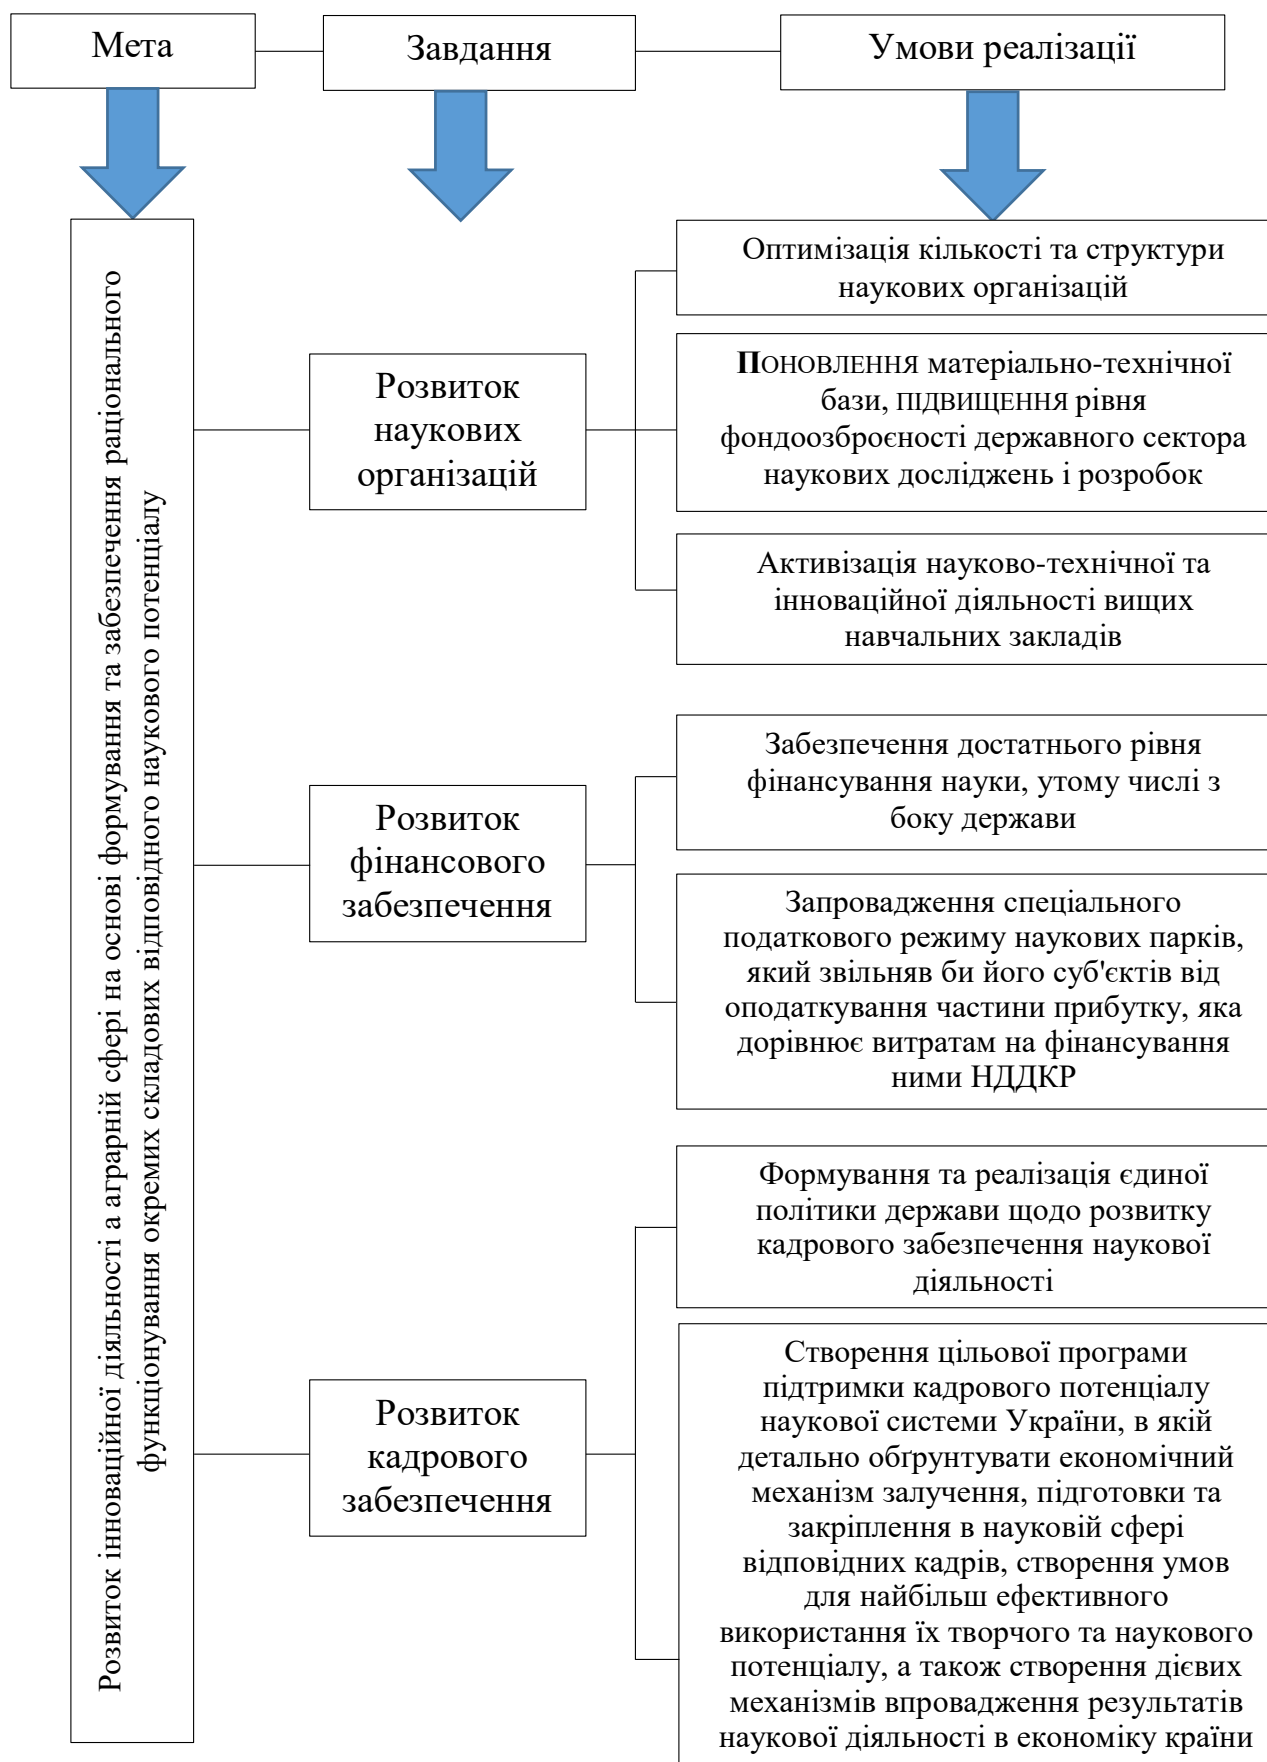 Мета
Завдання
Умови реалізації
Розвиток інноваційної діяльності а аграрній сфері на основі формування та забезпечення раціонального
функціонування окремих складових відповідного наукового потенціалу
Розвиток
наукових
організацій
Оптимізація кількості та структури
наукових організацій
ПОНОВЛЕННЯ матеріально-технічної
бази, ПІДВИЩЕННЯ рівня
фондоозброєності державного сектора
наукових досліджень і розробок
Активізація науково-технічної та
інноваційної діяльності вищих
навчальних закладів
Розвиток
фінансового
забезпечення
Забезпечення достатнього рівня
фінансування науки, утому числі з
боку держави
Запровадження спеціального
податкового режиму наукових парків,
який звільняв би його суб'єктів від
оподаткування частини прибутку, яка
дорівнює витратам на фінансування
ними НДДКР
Розвиток
кадрового
забезпечення
Формування та реалізація єдиної
політики держави щодо розвитку
кадрового забезпечення наукової
діяльності
Створення цільової програми
підтримки кадрового потенціалу
наукової системи України, в якій
детально обґрунтувати економічний
механізм залучення, підготовки та
закріплення в науковій сфері
відповідних кадрів, створення умов
для найбільш ефективного
використання їх творчого та наукового
потенціалу, а також створення дієвих
механізмів впровадження результатів
наукової діяльності в економіку країни